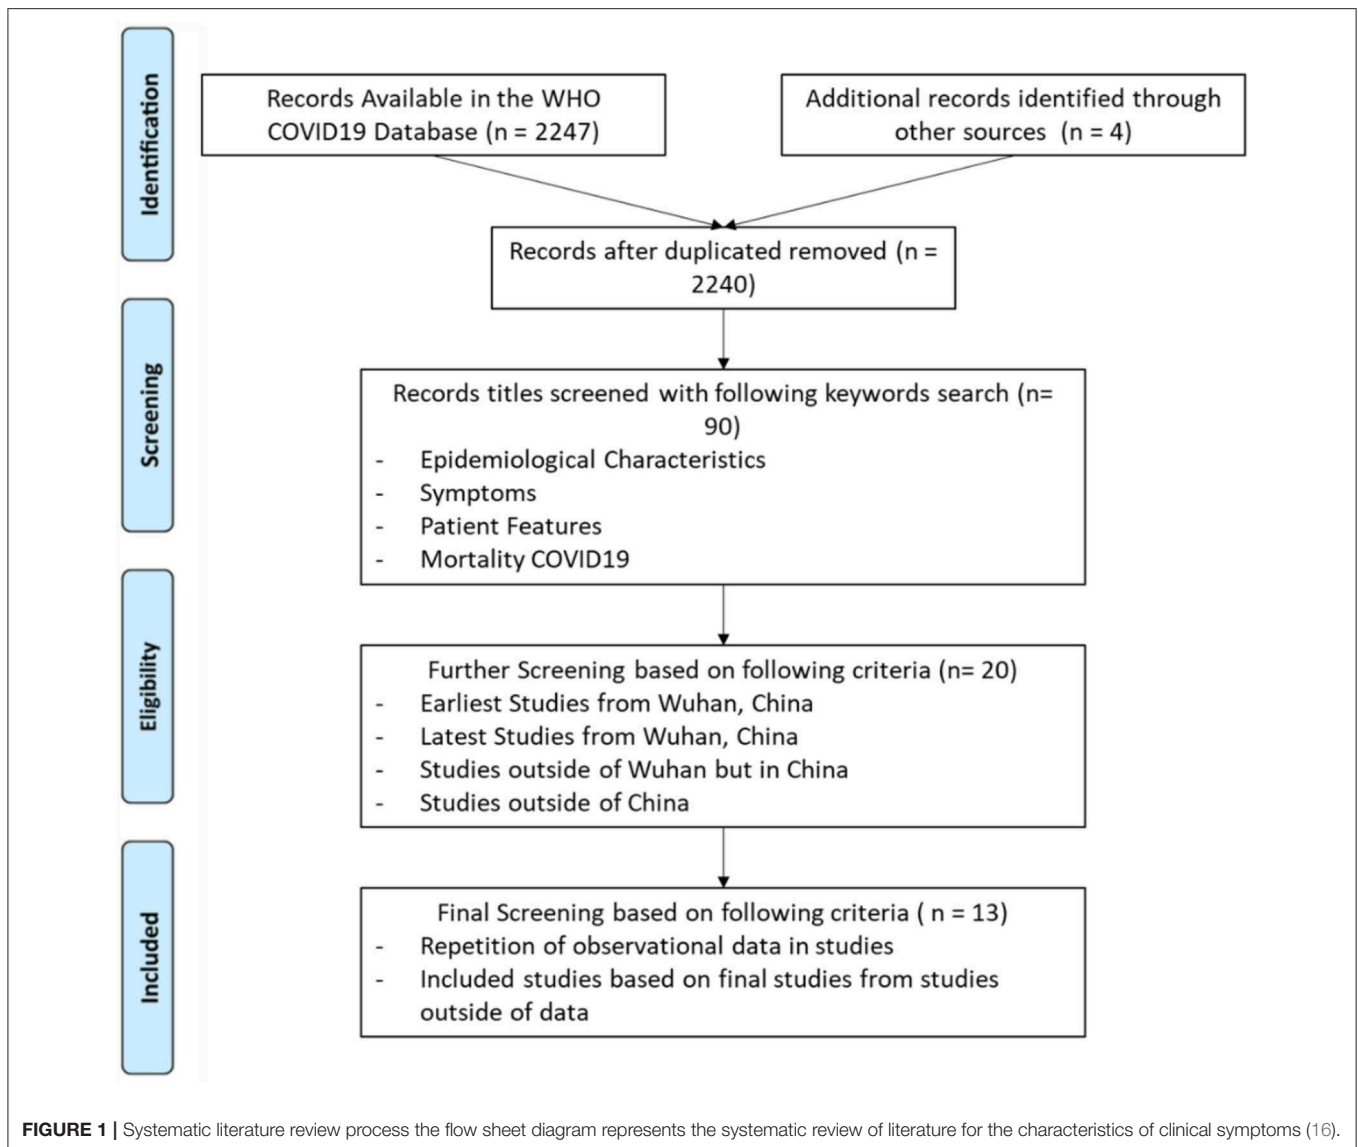 Identification
Records Available in the WHO
COVID19 Database (n = 2247)
Additional records identified through
other sources (n = 4)
Records after duplicated removed (n =
2240)
Screening
Records titles screened with following keywords search (n=
90)
- Epidemiological Characteristics
- Symptoms
- Patient Features
- Mortality COVID19
Eligibility
Further Screening based on following criteria (n= 20)
- Earliest Studies from Wuhan, China
- Latest Studies from Wuhan, China
- Studies outside of Wuhan but in China
- Studies outside of China
Included
Final Screening based on following criteria ( n = 13)
- Repetition of observational data in studies
- Included studies based on final studies from studies
outside of data
FIGURE 1 | Systematic literature review process the flow sheet diagram represents the systematic review of literature for the characteristics of clinical symptoms (16).